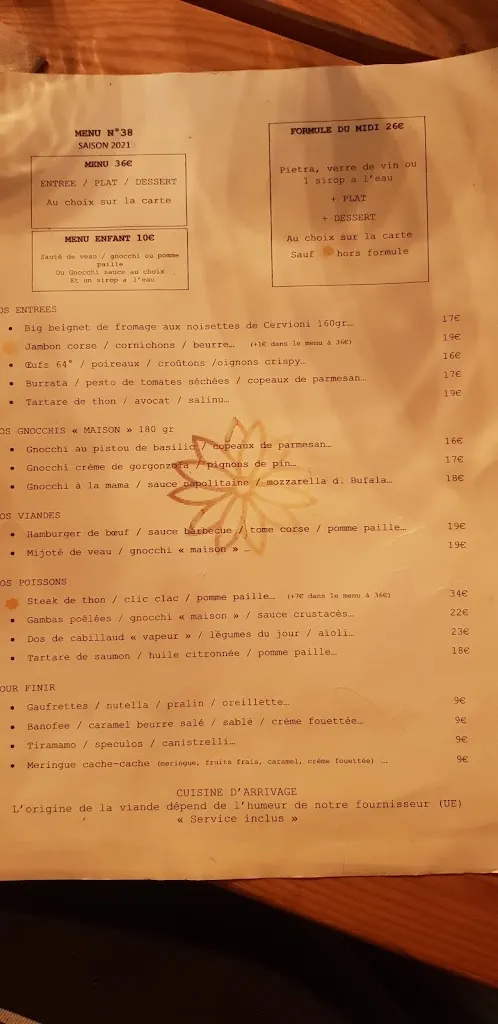 MENU N°38
SAISON 2021
MENU 36€
ENTREE / PLAT / DESSERT
Au choix sur la carte
MENU ENFANT 10€
Sauté de veau / gnocchi ou pomme
paille
Ou Gnocchi sauce au choix
Et un sirop a l'eau
FORMULE DU MIDI 26€
Pietra, verre de vin ou
1 sirop a l'eau
+ PLAT
+ DESSERT
Au choix sur la carte
Sauf hors formule
OS ENTREES
• Big beignet de fromage aux noisettes de Cervioni 160gr… 17€
Jambon corse / cornichons / beurre… (+1€ dans le menu à 36€) 19€
• Œufs 64° / poireaux / croûtons /oignons crispy… 16€
• Burrata / pesto de tomates séchées / copeaux de parmesan… 17€
• Tartare de thon / avocat / salinu… 19€
OS GNOCCHIS « MAISON » 180 gr
• Gnocchi au pistou de basilic / copeaux de parmesan… 16€
• Gnocchi crème de gorgonzola / pignons de pin… 17€
• Gnocchi à la mama / sauce napolitaine / mozzarella d. Bufala… 18€
OS VIANDES
• Hamburger de bœuf / sauce barbecue / tome corse / pomme paille… 19€
• Mijoté de veau / gnocchi « maison » … 19€
OS POISSONS
Steak de thon / clic clac / pomme paille… (+7€ dans le menu à 36€) 34€
• Gambas poêlées / gnocchi « maison » / sauce crustacés… 22€
• Dos de cabillaud « vapeur » / légumes du jour / aïoli… 23€
• Tartare de saumon / huile citronnée / pomme paille… 18€
OUR FINIR
• Gaufrettes / nutella / pralin / oreillette… 9€
• Banofee / caramel beurre salé / sablé / crème fouettée… 9€
• Tiramamo / speculos / canistrelli… 9€
• Meringue cache-cache (meringue, fruits frais, caramel, crème fouettée) … 9€
CUISINE D'ARRIVAGE
L'origine de la viande dépend de l'humeur de notre fournisseur (UE)
« Service inclus »